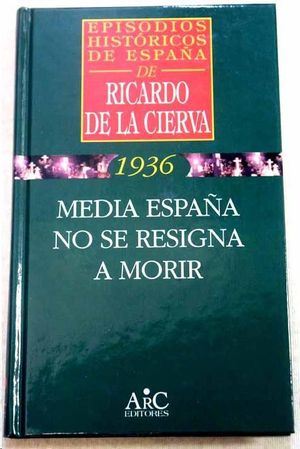 EPISODIOS
HISTÓRICOS
DE ESPAÑA
DE
RICARDO
DE LA CIERVA
1936
MEDIA ESPAÑA
NO SE RESIGNA
A MORIR
ARC
EDITORES